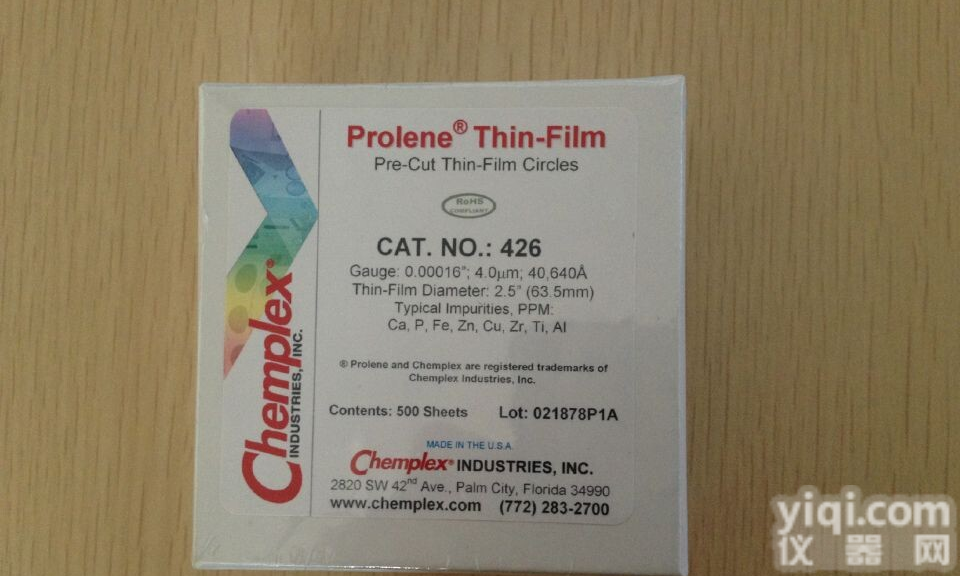 Prolene® Thin-Film
Pre-Cut Thin-Film Circles
RoHS
COMPLIANT
CAT. NO.: 426
Gauge: 0.00016"; 4.0µm; 40,640Å
Thin-Film Diameter: 2.5" (63.5mm)
Typical Impurities, PPM:
Ca, P, Fe, Zn, Cu, Zr, Ti, Al
® Prolene and Chemplex are registered trademarks of
Chemplex Industries, Inc.
Contents: 500 Sheets Lot: 021878P1A
MADE IN THE U.S.A.
Chemplex® INDUSTRIES, INC.
2820 SW 42nd Ave., Palm City, Florida 34990
www.chemplex.com (772) 283-2700
Chemplex®
INDUSTRIES, INC.
yiqi.com
仪器网